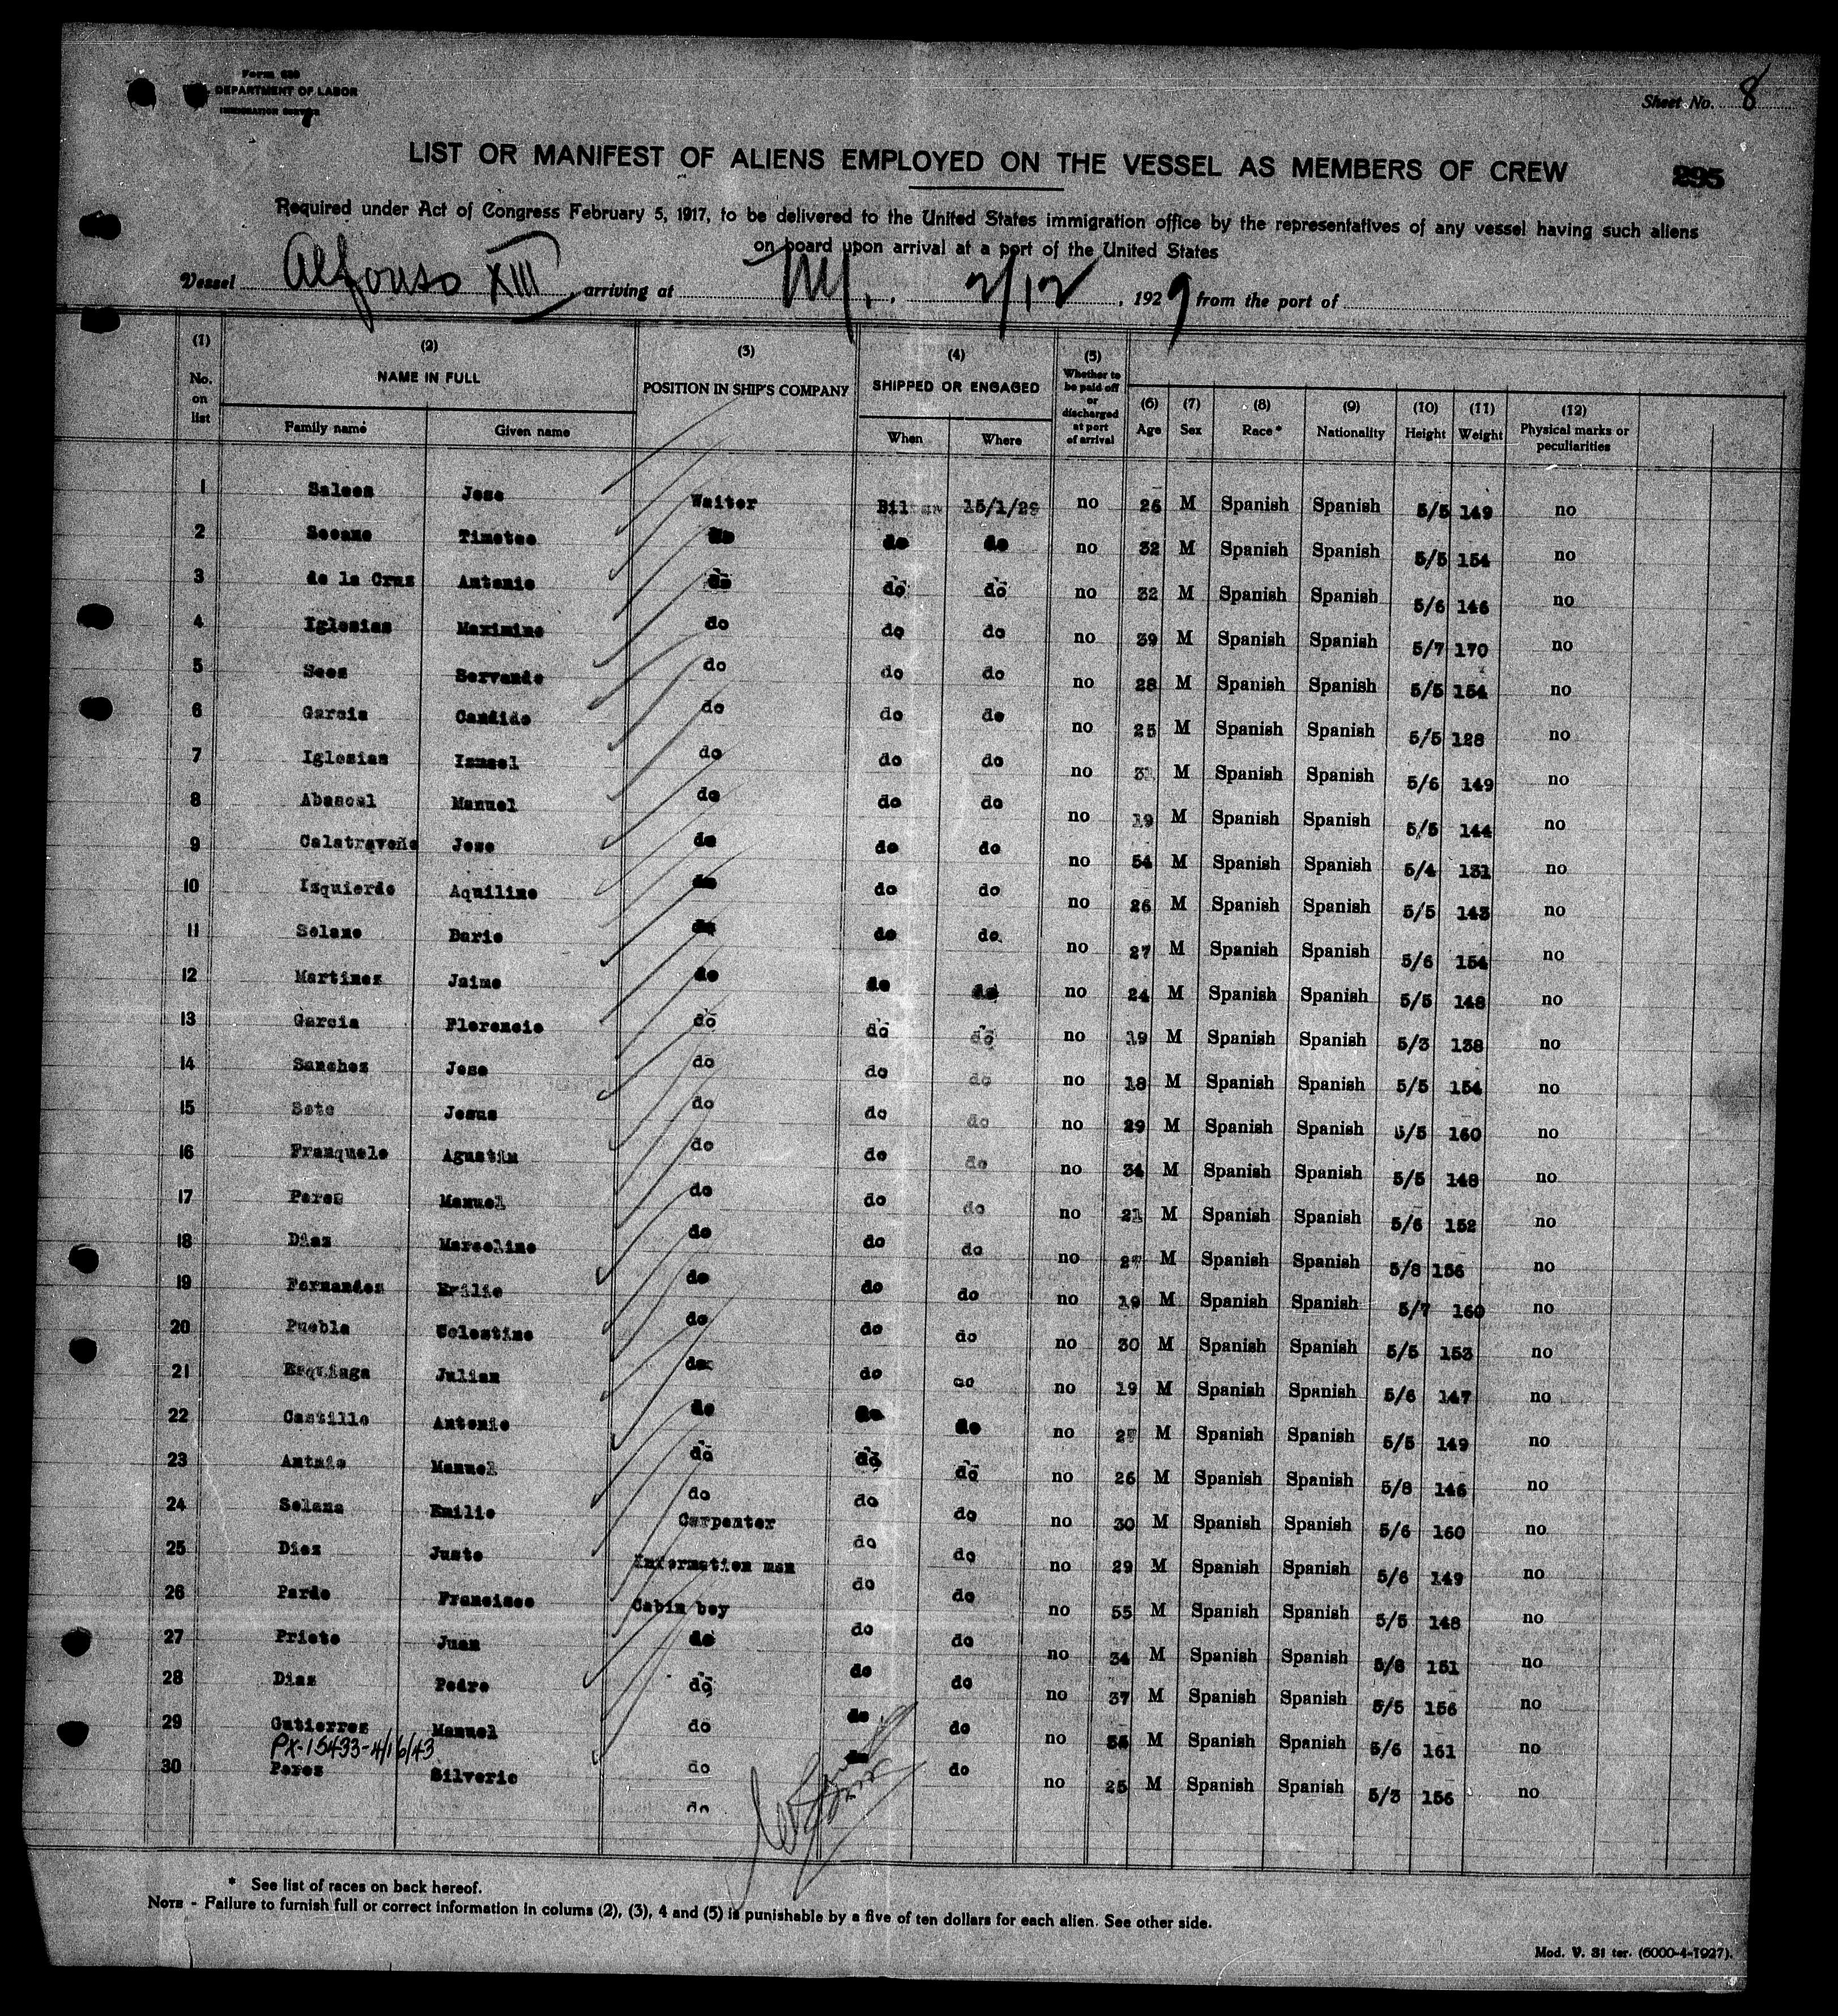 Form 689
DEPARTMENT OF LABOR
IMMIGRATION SERVICE
Sheet No. 8
LIST OR MANIFEST OF ALIENS EMPLOYED ON THE VESSEL AS MEMBERS OF CREW
295
Required under Act of Congress February 5, 1917, to be delivered to the United States immigration office by the representatives of any vessel having such aliens
on board upon arrival at a port of the United States
Vessel Alfonso XIII, arriving at NY., 2/12, 1929 from the port of
(1) No. on list (2) NAME IN FULL Family name Given name (3) POSITION IN SHIP'S COMPANY (4) SHIPPED OR ENGAGED When Where (5) Whether to be paid off or discharged at port of arrival (6) Age (7) Sex (8) Race* (9) Nationality (10) Height (11) Weight (12) Physical marks or peculiarities
1 Jose Waiter 15/1/29 no 26 M Spanish Spanish 5/5 149 no
2 Seoane Timoteo do do do no 32 M Spanish Spanish 5/5 154 no
3 de la Cruz Antonio do do do no 32 M Spanish Spanish 5/6 146 no
4 Iglesias Maximino do do do no 39 M Spanish Spanish 5/7 170 no
5 Servando do do do no 28 M Spanish Spanish 5/5 154 no
6 Garcia Candido do do do no 25 M Spanish Spanish 5/5 128 no
7 Iglesias Ismael do do do no M Spanish Spanish 5/6 149 no
8 Abascal Manuel do do do no 19 M Spanish Spanish 5/5 144 no
9 Calatraveño Jose do do do no 54 M Spanish Spanish 5/4 131 no
10 Izquierdo Aquilino do do do no 26 M Spanish Spanish 5/5 143 no
11 Solano Dario do do do no 27 M Spanish Spanish 5/6 154 no
12 Martinez Jaime do do do no 24 M Spanish Spanish 5/5 148 no
13 Garcia Florencio do do do no 19 M Spanish Spanish 5/3 138 no
14 Sanchez Jose do do do no 18 M Spanish Spanish 5/5 154 no
15 Soto Jesus do do do no 29 M Spanish Spanish 5/5 160 no
16 Franquelo Agustin do do do no 34 M Spanish Spanish 5/5 148 no
17 Perez Manuel do do do no 21 M Spanish Spanish 5/6 152 no
18 Diaz Marcelino do do do no M Spanish Spanish 5/8 156 no
19 Fernandez do do do no 19 M Spanish Spanish 5/7 160 no
20 Puebla Celestino do do do no 30 M Spanish Spanish 5/5 153 no
21 Julian do do do no 19 M Spanish Spanish 5/6 147 no
22 Castillo Antonio do do do no M Spanish Spanish 5/5 149 no
23 Manuel do do do no 26 M Spanish Spanish 5/8 146 no
24 Solana Emilio do do do no 30 M Spanish Spanish 5/6 160 no
25 Diez Justo Carpenter do do no 29 M Spanish Spanish 5/6 149 no
26 Pardo Francisco Information man do do no 55 M Spanish Spanish 5/5 148 no
27 Prieto Juan Cabin boy do do no 34 M Spanish Spanish 5/8 151 no
28 Diaz Pedro do do do no 37 M Spanish Spanish 5/5 156 no
29 Gutierrez Manuel do do do no M Spanish Spanish 5/6 161 no
PX-15433-4/16/43
30 Perez Silverio do do do no 25 M Spanish Spanish 5/3 156 no
do
do
* See list of races on back hereof.
NOTE - Failure to furnish full or correct information in colums (2), (3), 4 and (5) is punishable by a five of ten dollars for each alien. See other side.
Mod. V. 31 ter. (6000-4-1927).